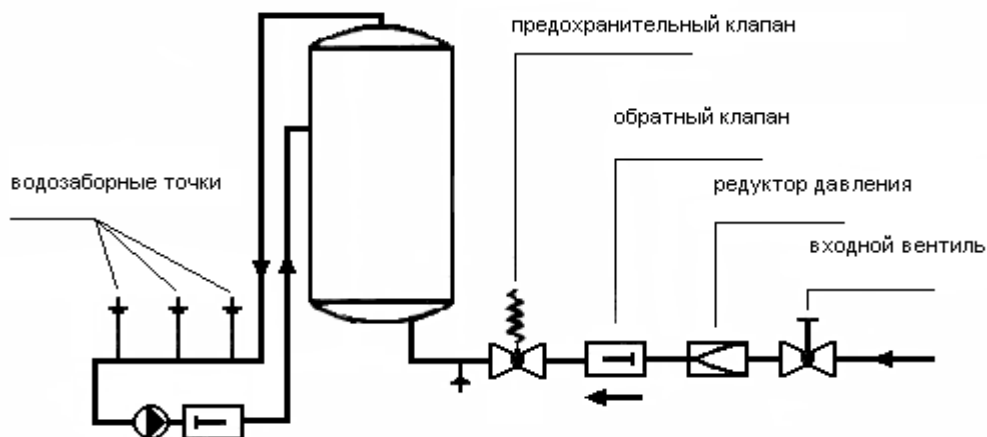 предохранительный клапан
обратный клапан
водозаборные точки
редуктор давления
входной вентиль